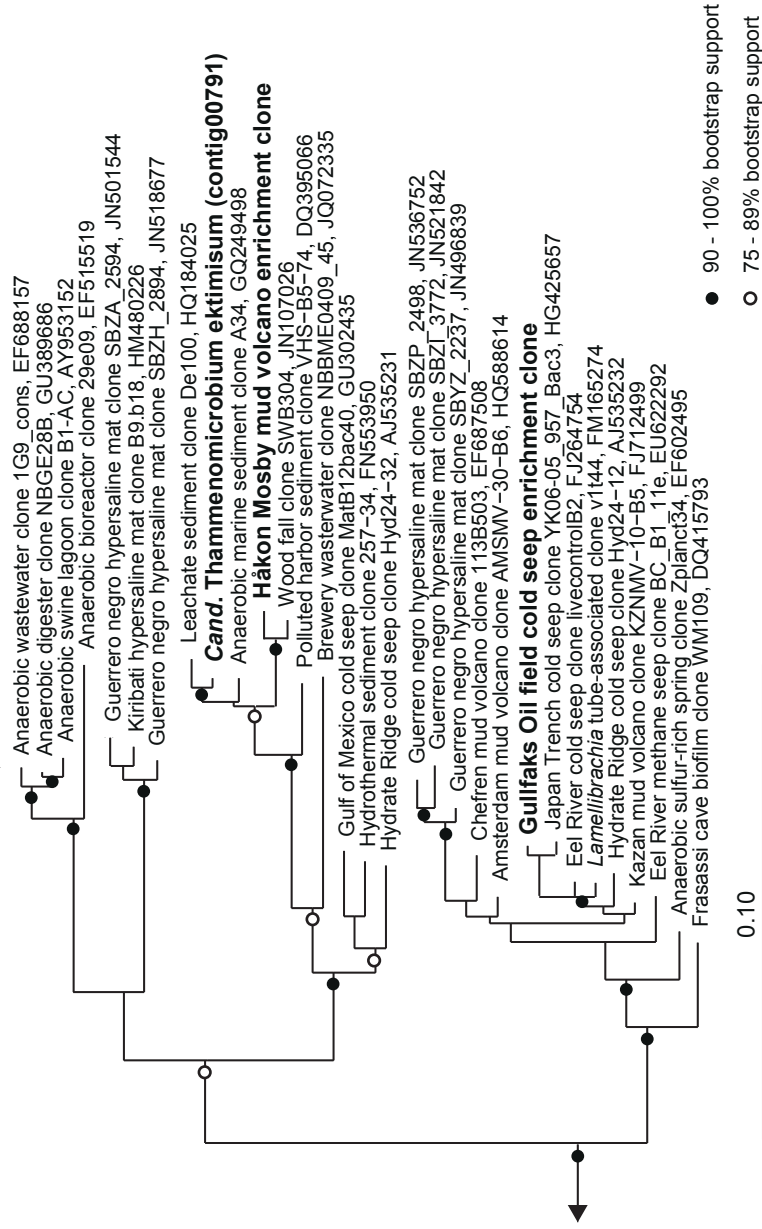 Anaerobic wastewater clone 1G9_cons, EF688157
Anaerobic digester clone NBGE28B, GU389686
Anaerobic swine lagoon clone B1-AC, AY953152
Anaerobic bioreactor clone 29e09, EF515519
Guerrero negro hypersaline mat clone SBZA_2594, JN501544
Kiribati hypersaline mat clone B9.b18, HM480226
Guerrero negro hypersaline mat clone SBZH_2894, JN518677
Leachate sediment clone De100, HQ184025
Cand. Thammenomicrobium ektimisum (contig00791)
Anaerobic marine sediment clone A34, GQ249498
Håkon Mosby mud volcano enrichment clone
Wood fall clone SWB304, JN107026
Polluted harbor sediment clone VHS-B5-74, DQ395066
Brewery wasterwater clone NBBME0409_45, JQ072335
Gulf of Mexico cold seep clone MatB12bac40, GU302435
Hydrothermal sediment clone 257-34, FN553950
Hydrate Ridge cold seep clone Hyd24-32, AJ535231
Guerrero negro hypersaline mat clone SBZP_2498, JN536752
Guerrero negro hypersaline mat clone SBZI_3772, JN521842
Guerrero negro hypersaline mat clone SBYZ_2237, JN496839
Chefren mud volcano clone 113B503, EF687508
Amsterdam mud volcano clone AMSMV-30-B6, HQ588614
Gullfaks Oil field cold seep enrichment clone
Japan Trench cold seep clone YK06-05_957_Bac3, HG425657
Eel River cold seep clone livecontrolB2, FJ264754
Lamellibrachia tube-associated clone v1t44, FM165274
Hydrate Ridge cold seep clone Hyd24-12, AJ535232
Kazan mud volcano clone KZNMV-10-B5, FJ712499
Eel River methane seep clone BC_B1_11e, EU622292
Anaerobic sulfur-rich spring clone Zplanct34, EF602495
Frasassi cave biofilm clone WM109, DQ415793
0.10
90 - 100% bootstrap support
75 - 89% bootstrap support